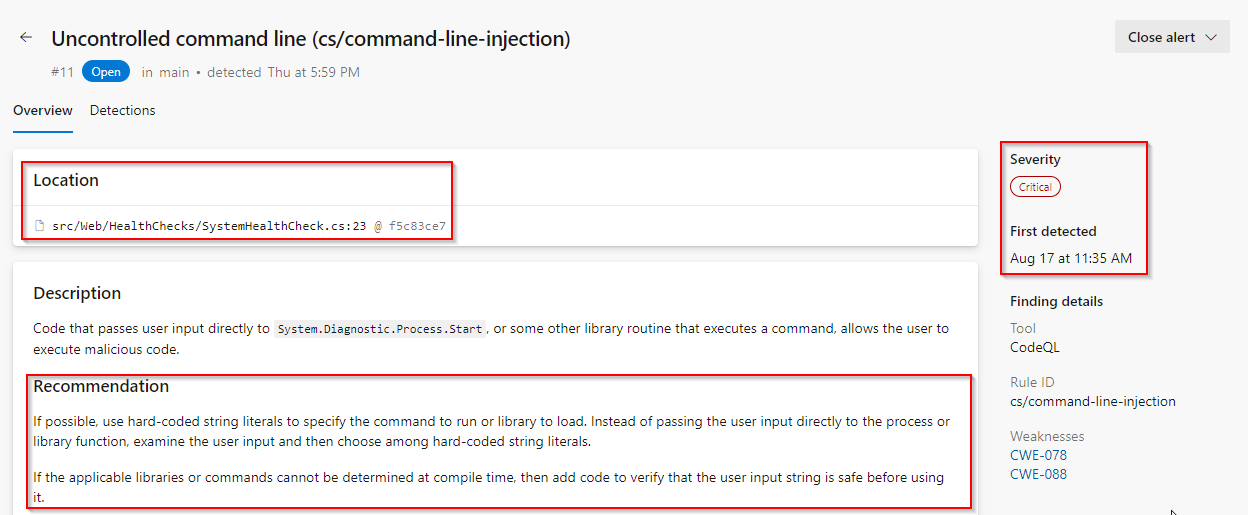 Uncontrolled command line (cs/command-line-injection)
Close alert
#11 Open in main • detected Thu at 5:59 PM
Overview Detections
Location
src/Web/HealthChecks/SystemHealthCheck.cs:23 @ f5c83ce7
Description
Code that passes user input directly to System.Diagnostic.Process.Start, or some other library routine that executes a command, allows the user to
execute malicious code.
Recommendation
If possible, use hard-coded string literals to specify the command to run or library to load. Instead of passing the user input directly to the process or
library function, examine the user input and then choose among hard-coded string literals.
If the applicable libraries or commands cannot be determined at compile time, then add code to verify that the user input string is safe before using
it.
Severity
Critical
First detected
Aug 17 at 11:35 AM
Finding details
Tool
CodeQL
Rule ID
cs/command-line-injection
Weaknesses
CWE-078
CWE-088